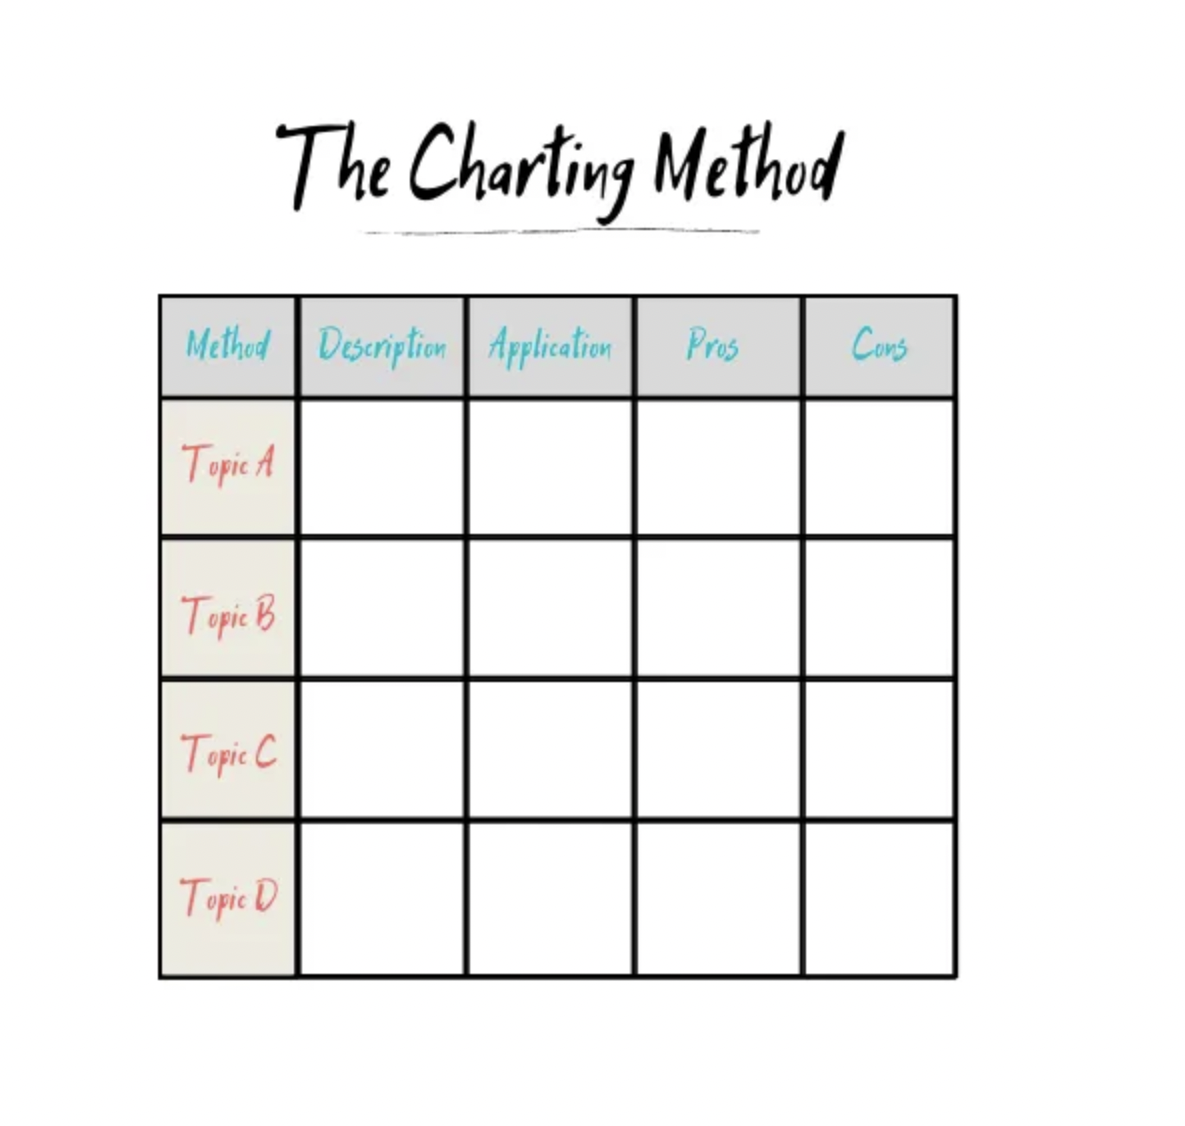 The Charting Method
Method Description Application Pros Cons
Topic A
Topic B
Topic C
Topic D